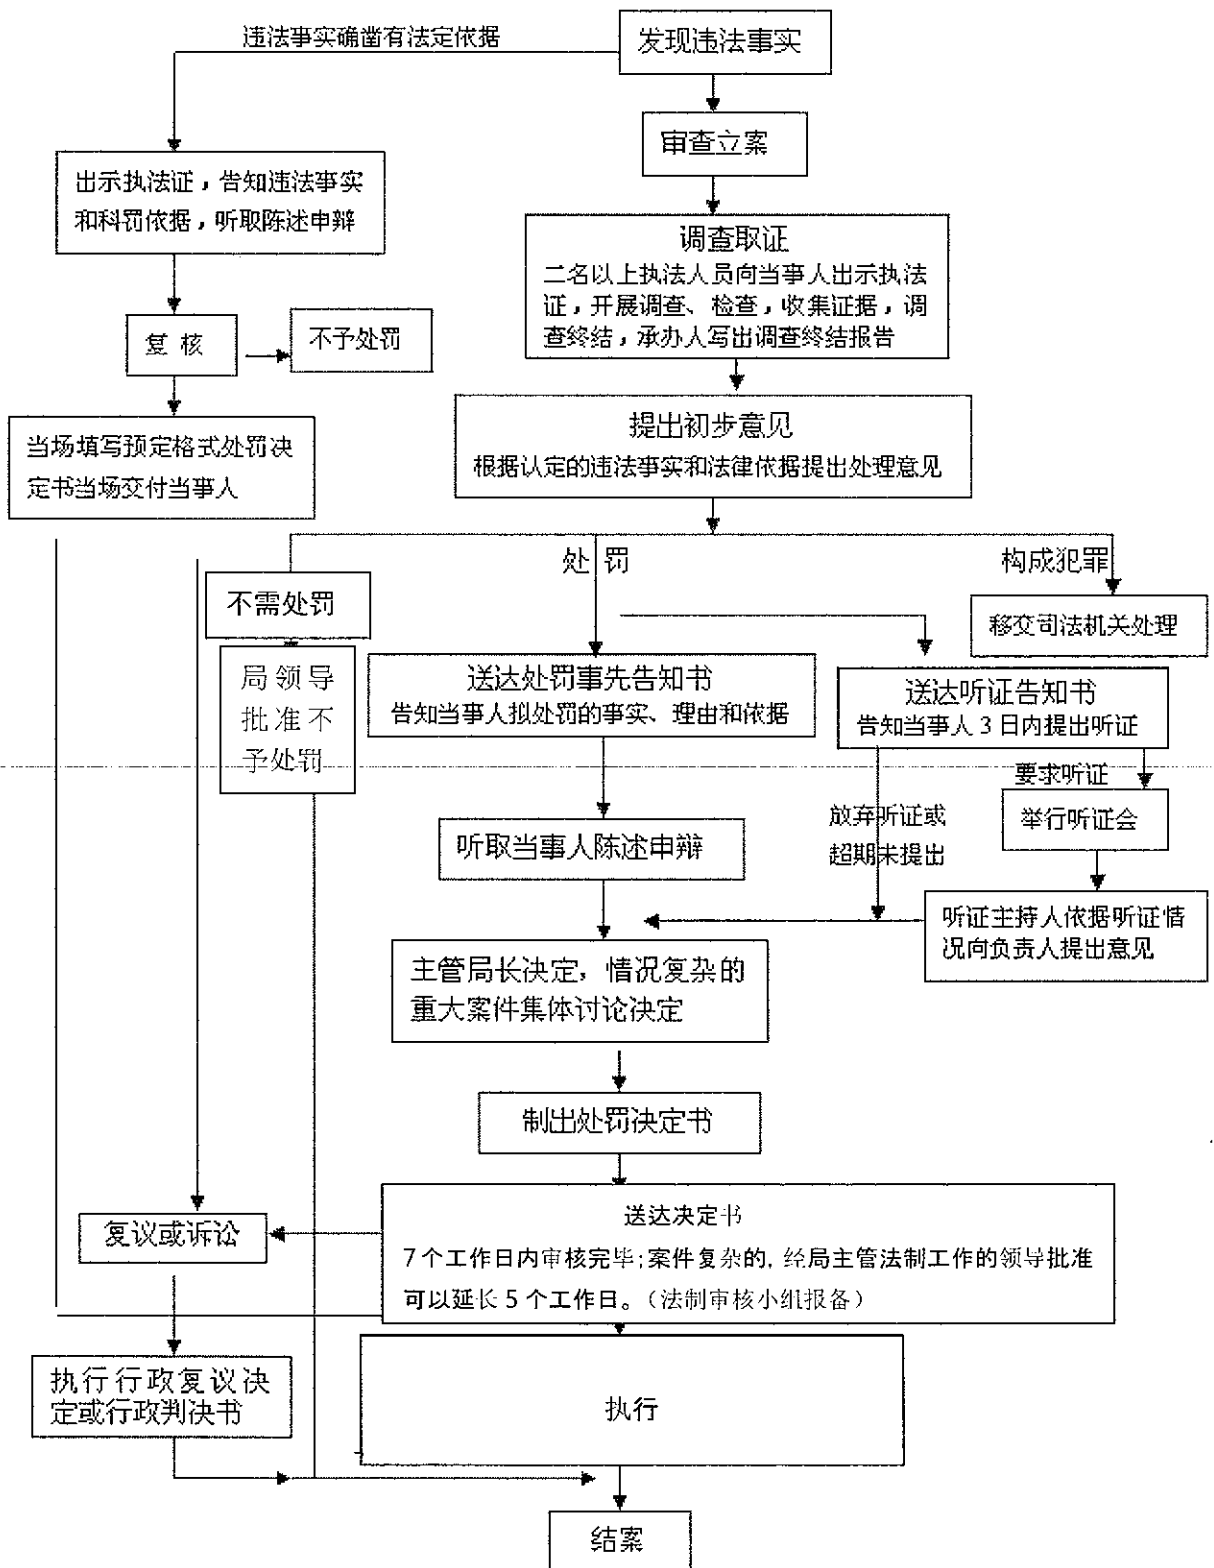 违法事实确凿有法定依据
发现违法事实
审查立案
出示执法证，告知违法事实
和科罚依据，听取陈述申辩
调查取证
二名以上执法人员向当事人出示执法
证，开展调查、检查，收集证据，调
查终结，承办人写出调查终结报告
复 核
不予处罚
当场填写预定格式处罚决
定书当场交付当事人
提出初步意见
根据认定的违法事实和法律依据提出处理意见
处 罚
构成犯罪
不需处罚
移交司法机关处理
局领导
批准不
予处罚
送达处罚事先告知书
告知当事人拟处罚的事实、理由和依据
送达听证告知书
告知当事人3日内提出听证
要求听证
放弃听证或
超期未提出
举行听证会
听取当事人陈述申辩
听证主持人依据听证情
况向负责人提出意见
主管局长决定，情况复杂的
重大案件集体讨论决定
制出处罚决定书
送达决定书
7个工作日内审核完毕；案件复杂的，经局主管法制工作的领导批准
可以延长5个工作日。（法制审核小组报备）
复议或诉讼
执行行政复议决
定或行政判决书
执行
结案